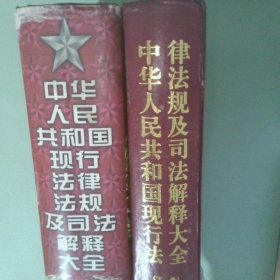 中华
人民
共和国
现行
法律
法规
及司法
解释
大全
中华人民共和国现行法
律法规及司法解释大全